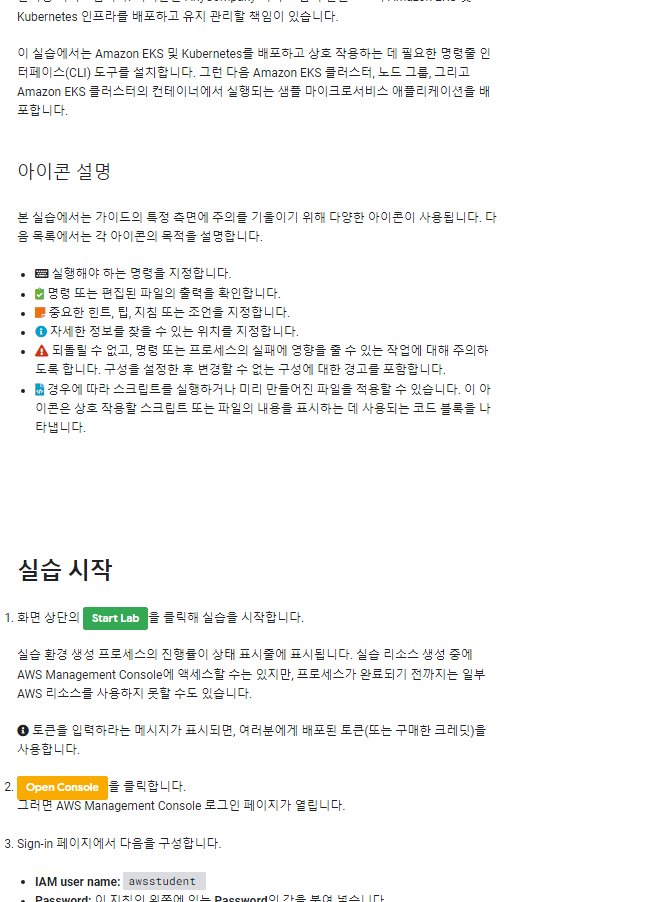 Kubernetes 인프라를 배포하고 유지 관리할 책임이 있습니다.
이 실습에서는 Amazon EKS 및 Kubernetes를 배포하고 상호 작용하는 데 필요한 명령줄 인
터페이스(CLI) 도구를 설치합니다. 그런 다음 Amazon EKS 클러스터, 노드 그룹, 그리고
Amazon EKS 클러스터의 컨테이너에서 실행되는 샘플 마이크로서비스 애플리케이션을 배
포합니다.
아이콘 설명
본 실습에서는 가이드의 특정 측면에 주의를 기울이기 위해 다양한 아이콘이 사용됩니다. 다
음 목록에서는 각 아이콘의 목적을 설명합니다.
실행해야 하는 명령을 지정합니다.
명령 또는 편집된 파일의 출력을 확인합니다.
중요한 힌트, 팁, 지침 또는 조언을 지정합니다.
자세한 정보를 찾을 수 있는 위치를 지정합니다.
되돌릴 수 없고, 명령 또는 프로세스의 실패에 영향을 줄 수 있는 작업에 대해 주의하
도록 합니다. 구성을 설정한 후 변경할 수 없는 구성에 대한 경고를 포함합니다.
경우에 따라 스크립트를 실행하거나 미리 만들어진 파일을 적용할 수 있습니다. 이 아
이콘은 상호 작용할 스크립트 또는 파일의 내용을 표시하는 데 사용되는 코드 블록을 나
타냅니다.
실습 시작
1. 화면 상단의 Start Lab 을 클릭해 실습을 시작합니다.
실습 환경 생성 프로세스의 진행률이 상태 표시줄에 표시됩니다. 실습 리소스 생성 중에
AWS Management Console에 액세스할 수는 있지만, 프로세스가 완료되기 전까지는 일부
AWS 리소스를 사용하지 못할 수도 있습니다.
토큰을 입력하라는 메시지가 표시되면, 여러분에게 배포된 토큰(또는 구매한 크레딧)을
사용합니다.
2. Open Console 을 클릭합니다.
그러면 AWS Management Console 로그인 페이지가 열립니다.
3. Sign-in 페이지에서 다음을 구성합니다.
IAM user name: awsstudent
Password: 이 지침의 왼쪽에 있는 Password의 값을 붙여 넣습니다